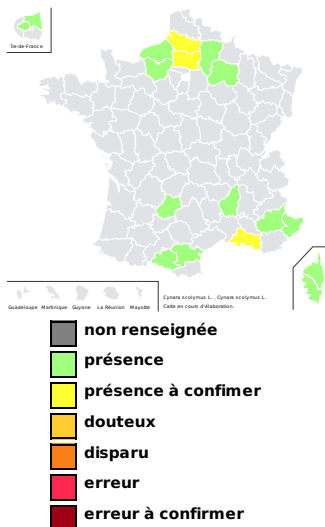 Île-de-France
Guadeloupe Martinique Guyane La Réunion Mayotte
Cynara scolymus L. , Cynara scolymus L.
Carte en cours d'élaboration.
non renseignée
présence
présence à confimer
douteux
disparu
erreur
erreur à confirmer